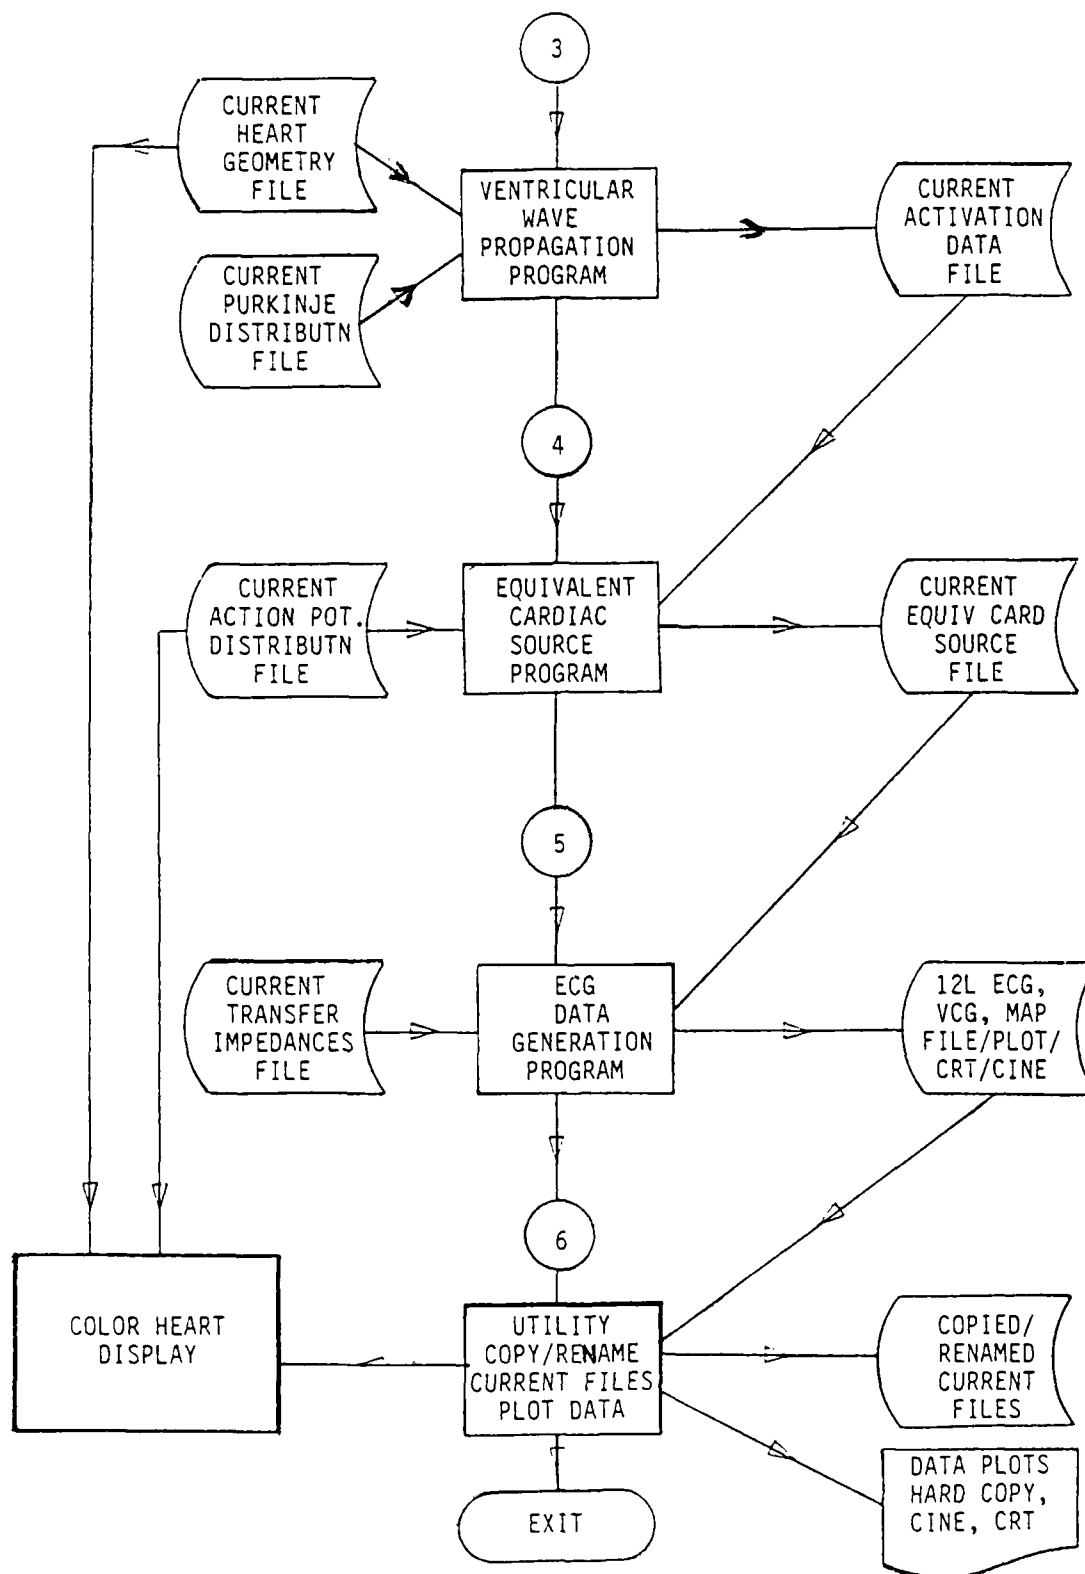 3
CURRENT
HEART
GEOMETRY
FILE
VENTRICULAR
WAVE
PROPAGATION
PROGRAM
CURRENT
ACTIVATION
DATA
FILE
CURRENT
PURKINJE
DISTRIBUTN
FILE
4
CURRENT
ACTION POT.
DISTRIBUTN
FILE
EQUIVALENT
CARDIAC
SOURCE
PROGRAM
CURRENT
EQUIV CARD
SOURCE
FILE
5
CURRENT
TRANSFER
IMPEDANCES
FILE
ECG
DATA
GENERATION
PROGRAM
12L ECG,
VCG, MAP
FILE/PLOT/
CRT/CINE
6
COLOR HEART
DISPLAY
UTILITY
COPY/RENAME
CURRENT FILES
PLOT DATA
COPIED/
RENAMED
CURRENT
FILES
DATA PLOTS
HARD COPY,
CINE, CRT
EXIT